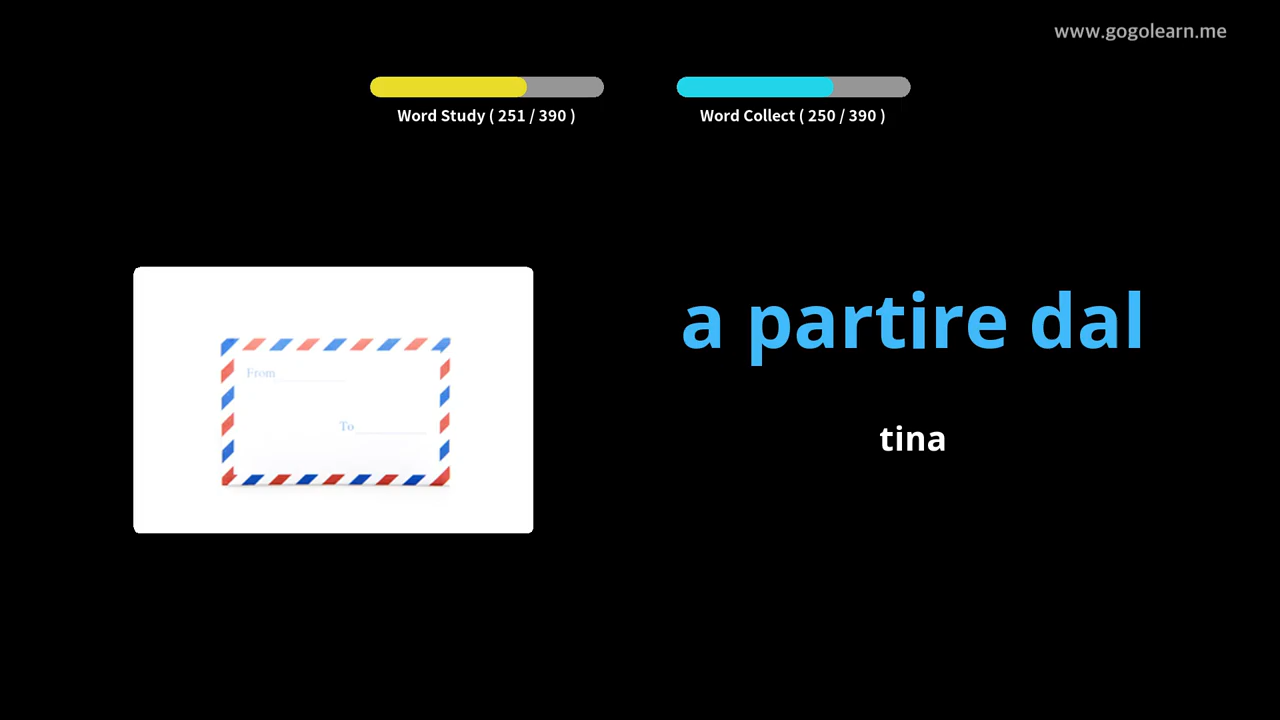 www.gogolearn.me
Word Study ( 251 / 390 )
Word Collect ( 250 / 390 )
From
To
a partire dal
tina